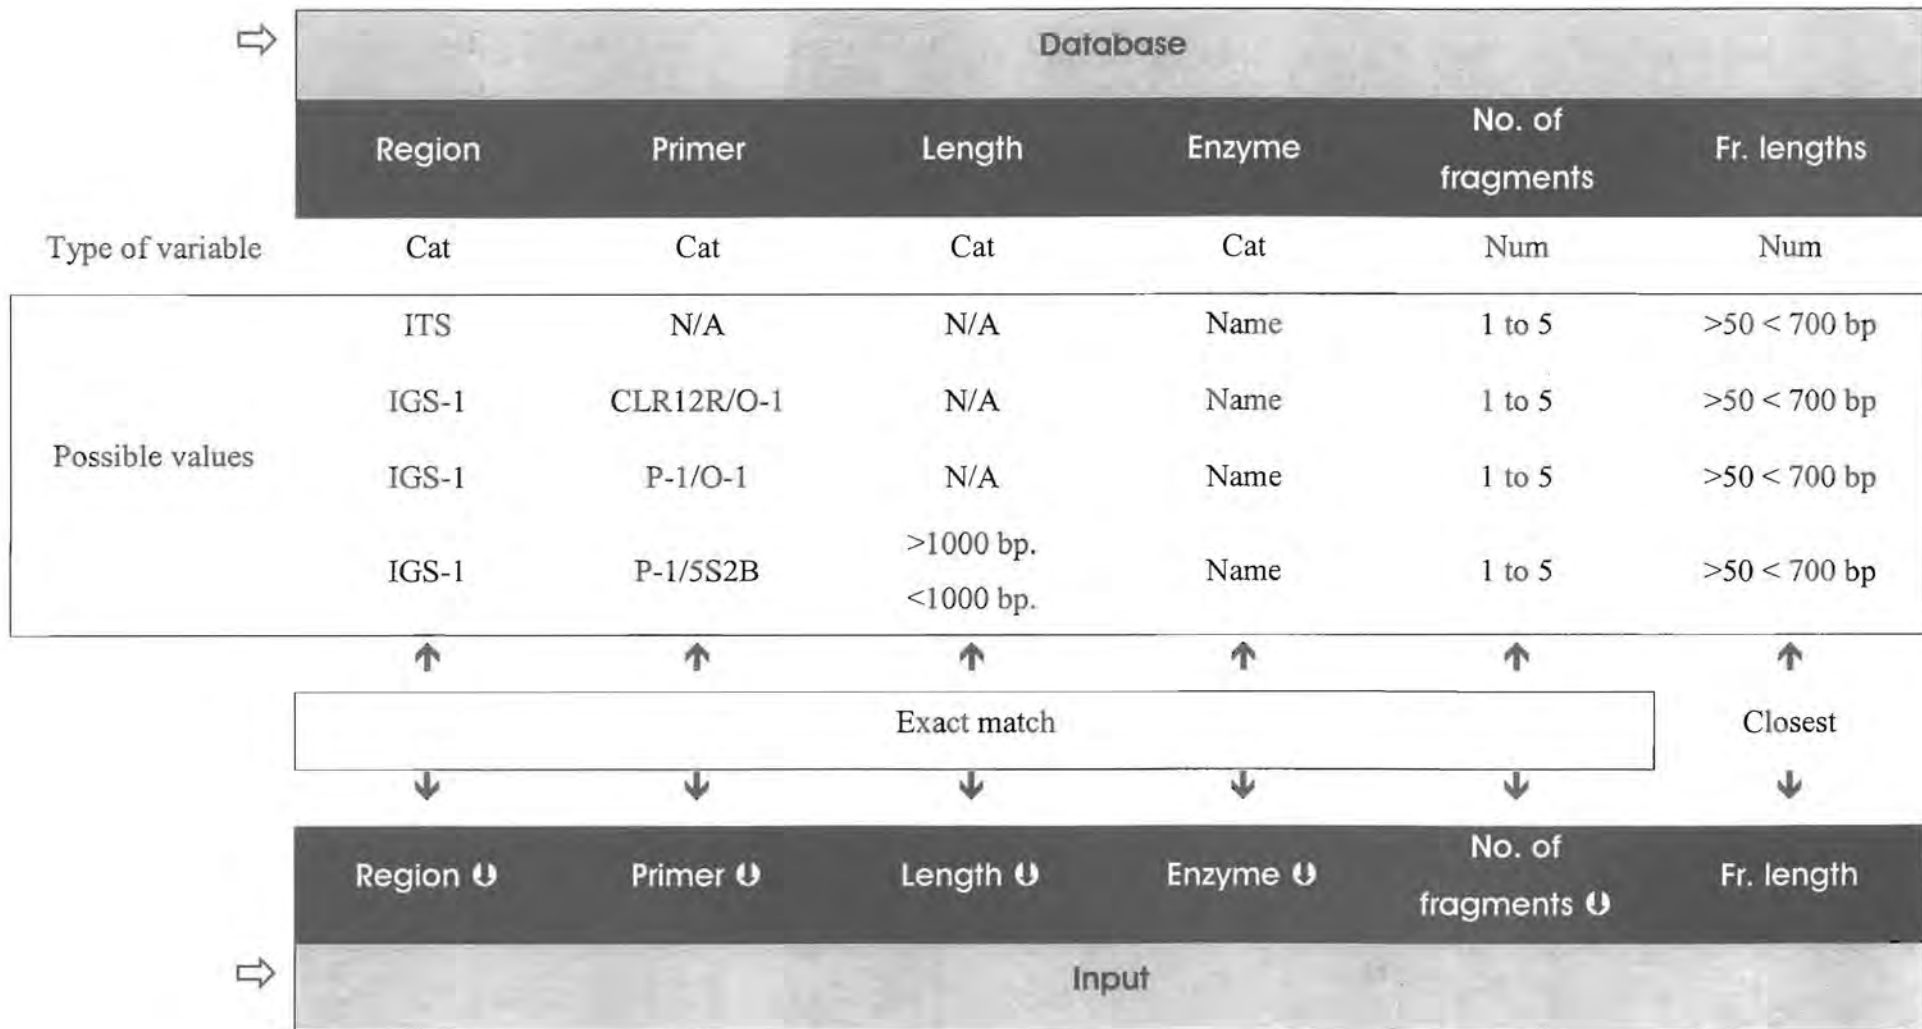 Database
Region Primer Length Enzyme No. of fragments Fr. lengths
Type of variable Cat Cat Cat Cat Num Num
Possible values
ITS N/A N/A Name 1 to 5 >50 < 700 bp
IGS-1 CLR12R/O-1 N/A Name 1 to 5 >50 < 700 bp
IGS-1 P-1/O-1 N/A Name 1 to 5 >50 < 700 bp
IGS-1 P-1/5S2B >1000 bp. <1000 bp. Name 1 to 5 >50 < 700 bp
Exact match Closest
Region Primer Length Enzyme No. of fragments Fr. length
Input